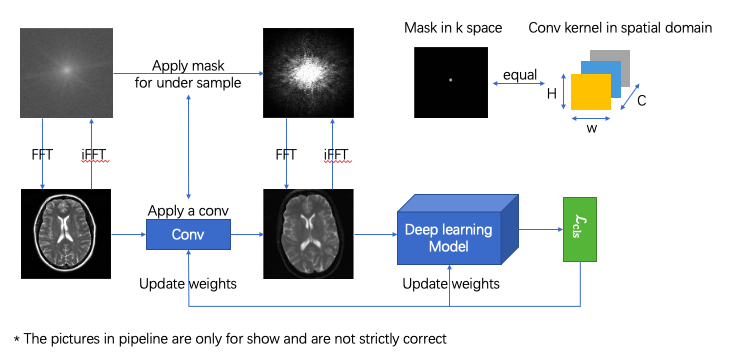 Mask in k space
Conv kernel in spatial domain
Apply mask
for under sample
equal
H
C
w
FFT
iFFT
FFT
iFFT
Apply a conv
Conv
Deep learning
Model
ℒcls
Update weights
Update weights
* The pictures in pipeline are only for show and are not strictly correct